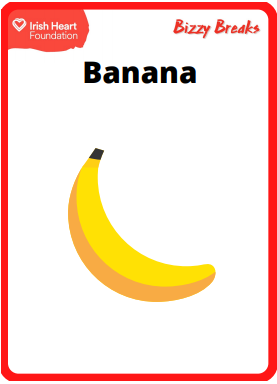 Irish Heart
Foundation
Bizzy Breaks
Banana